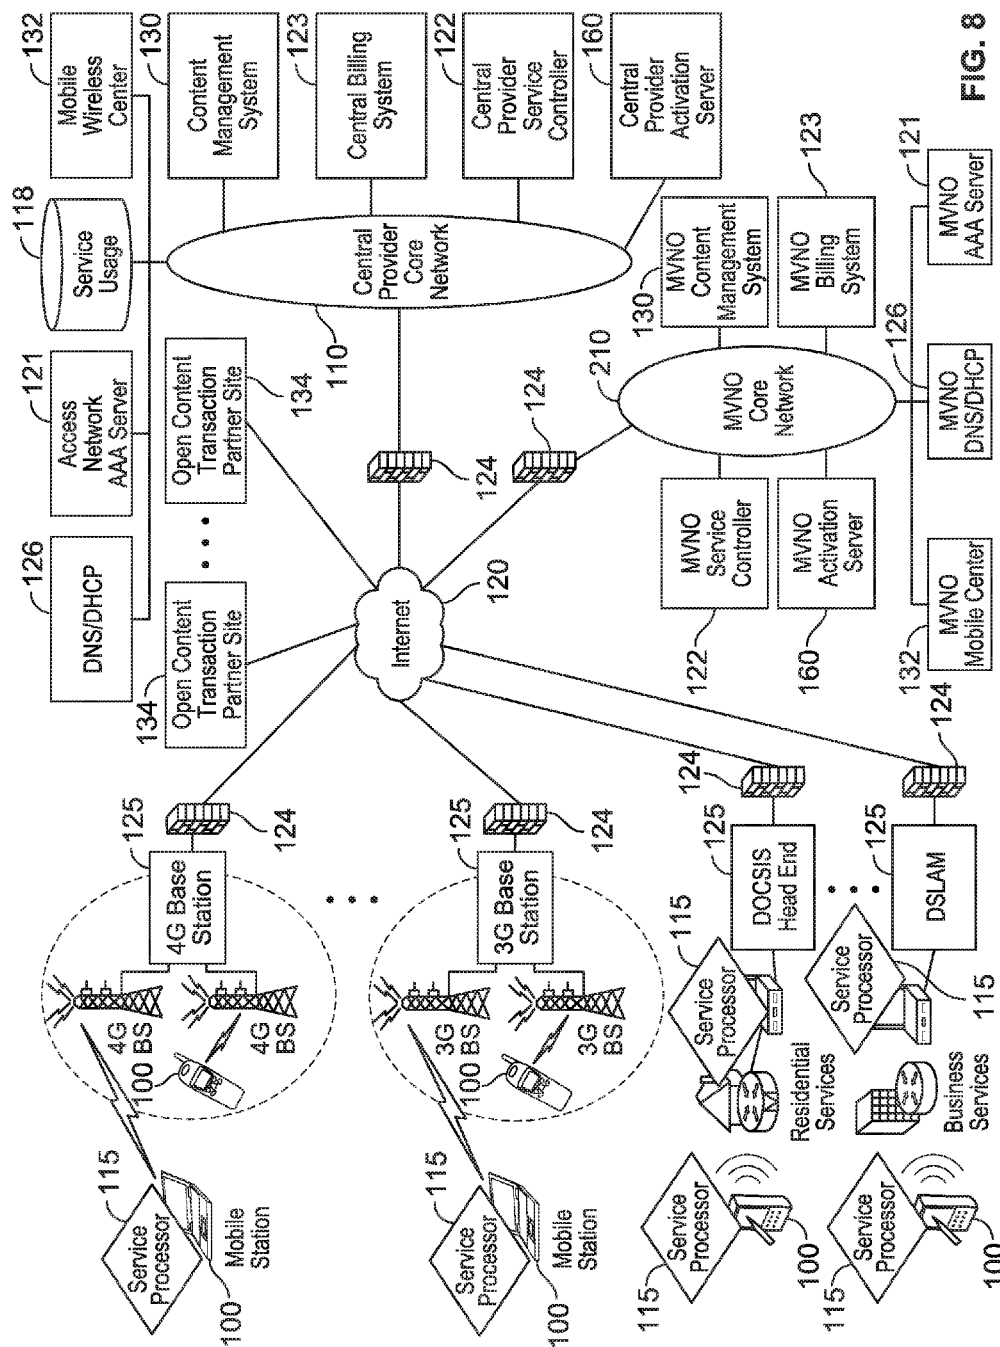 132
Mobile
Wireless
Center
130
Content
Management
System
123
Central Billing
System
122
Central
Provider
Service
Controller
160
Central
Provider
Activation
Server
118
Service
Usage
121
Access
Network
AAA Server
126
DNS/DHCP
Central
Provider
Core
Network
110
Open Content
Transaction
Partner Site
134
Open Content
Transaction
Partner Site
134
124
124
120
Internet
210
MVNO
Core
Network
130
MVNO
Content
Management
System
123
MVNO
Billing
System
121
MVNO
AAA Server
126
MVNO
DNS/DHCP
132
MVNO
Mobile Center
122
MVNO
Service
Controller
160
MVNO
Activation
Server
125
4G Base
Station
124
4G
BS
4G
BS
100
115
Service
Processor
100
Mobile
Station
125
3G Base
Station
124
3G
BS
3G
BS
100
115
Service
Processor
100
Mobile
Station
124
125
DOCSIS
Head End
115
Service
Processor
Residential
Services
115
Service
Processor
100
124
125
DSLAM
Service
Processor
115
Business
Services
115
Service
Processor
100
FIG. 8